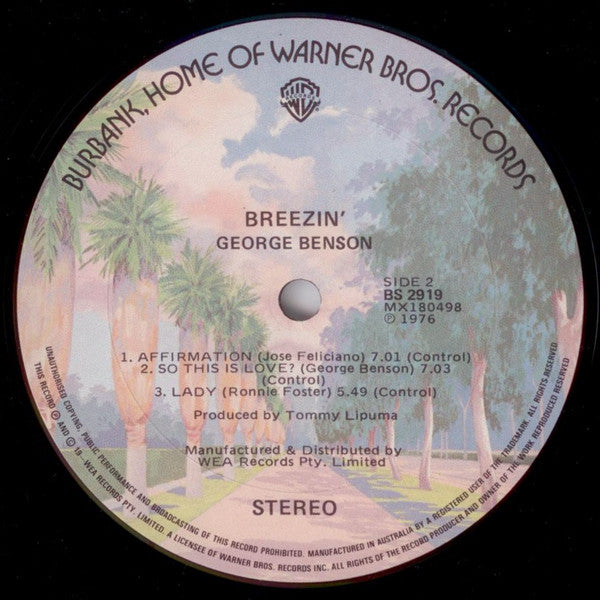 BURBANK, HOME OF WARNER BROS. RECORDS
BREEZIN'
GEORGE BENSON
SIDE 2
BS 2919
MX180498
Ⓟ 1976
1. AFFIRMATION (Jose Feliciano) 7.01 (Control)
2. SO THIS IS LOVE? (George Benson) 7.03
(Control)
3. LADY (Ronnie Foster) 5.49 (Control)
Produced by Tommy Lipuma
Manufactured & Distributed by
WEA Records Pty. Limited
STEREO
UNAUTHORISED COPYING, PUBLIC PERFORMANCE AND BROADCASTING OF THIS RECORD PROHIBITED. MANUFACTURED IN AUSTRALIA BY A REGISTERED USER OF THE TRADEMARK. ALL RIGHTS RESERVED
THIS RECORD Ⓟ AND © 19 - WEA RECORDS PTY. LIMITED. A LICENSEE OF WARNER BROS. RECORDS INC. ALL RIGHTS OF THE RECORD PRODUCER AND OWNER OF THE WORK REPRODUCED RESERVED